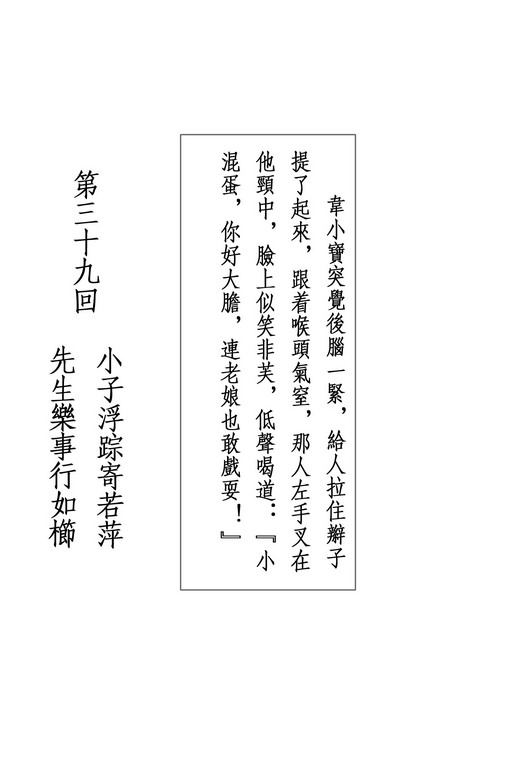 韋小寶突覺後腦一緊，給人拉住辮子
提了起來，跟着喉頭氣窒，那人左手叉在
他頸中，臉上似笑非芙，低聲喝道：『小
混蛋，你好大膽，連老娘也敢戲耍！』
第三十九回
小子浮踪寄若萍
先生樂事行如櫛